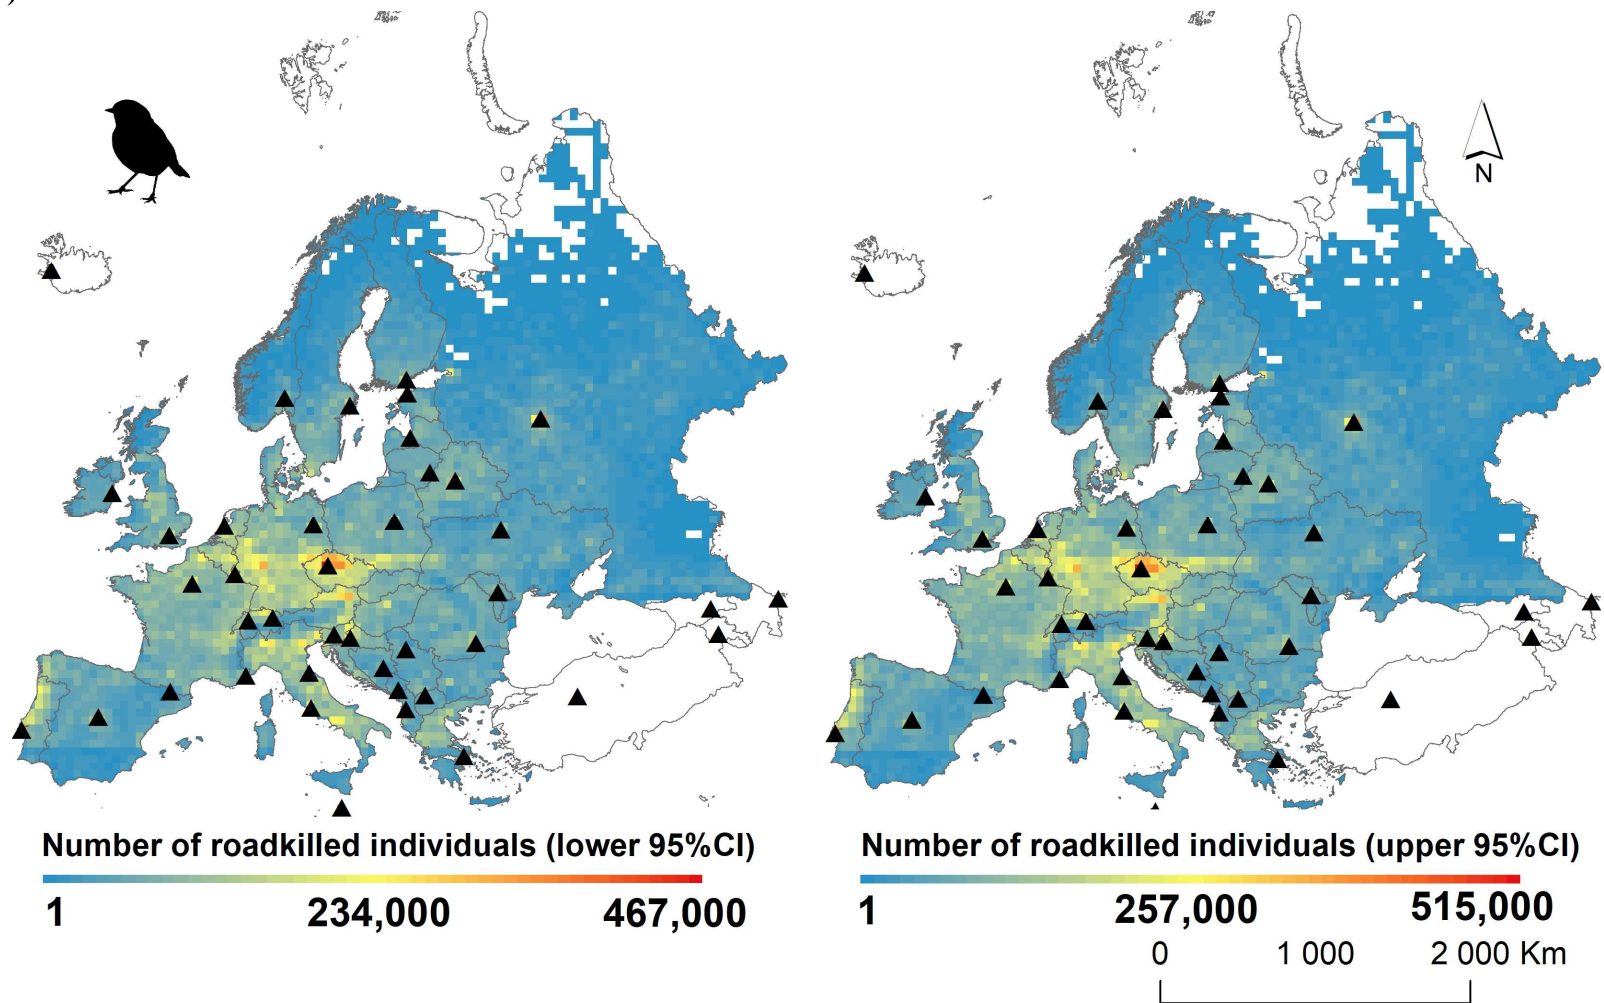 )
N
Number of roadkilled individuals (lower 95%CI)
1 234,000 467,000
Number of roadkilled individuals (upper 95%CI)
1 257,000 515,000
0 1 000 2 000 Km